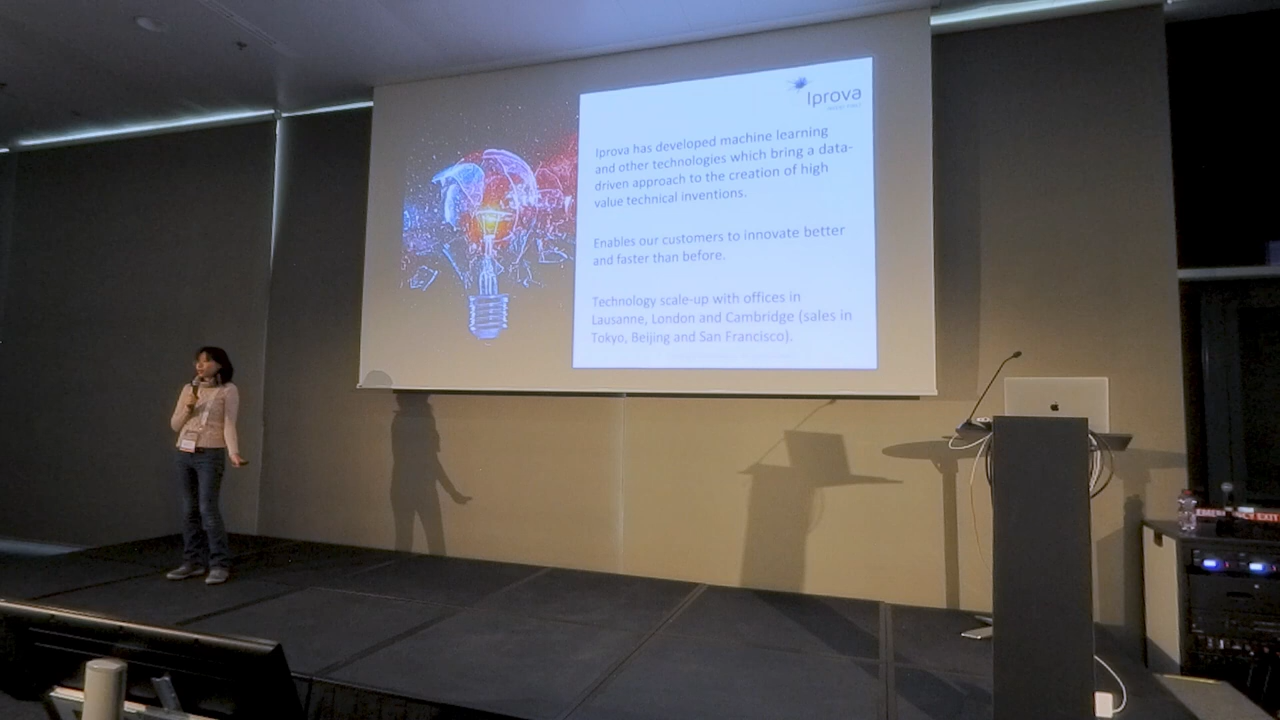 Iprova
Iprova has developed machine learning
and other technologies which bring a data-
driven approach to the creation of high
value technical inventions.
Enables our customers to innovate better
and faster than before.
Technology scale-up with offices in
Lausanne, London and Cambridge (sales in
Tokyo, Beijing and San Francisco).
EXIT